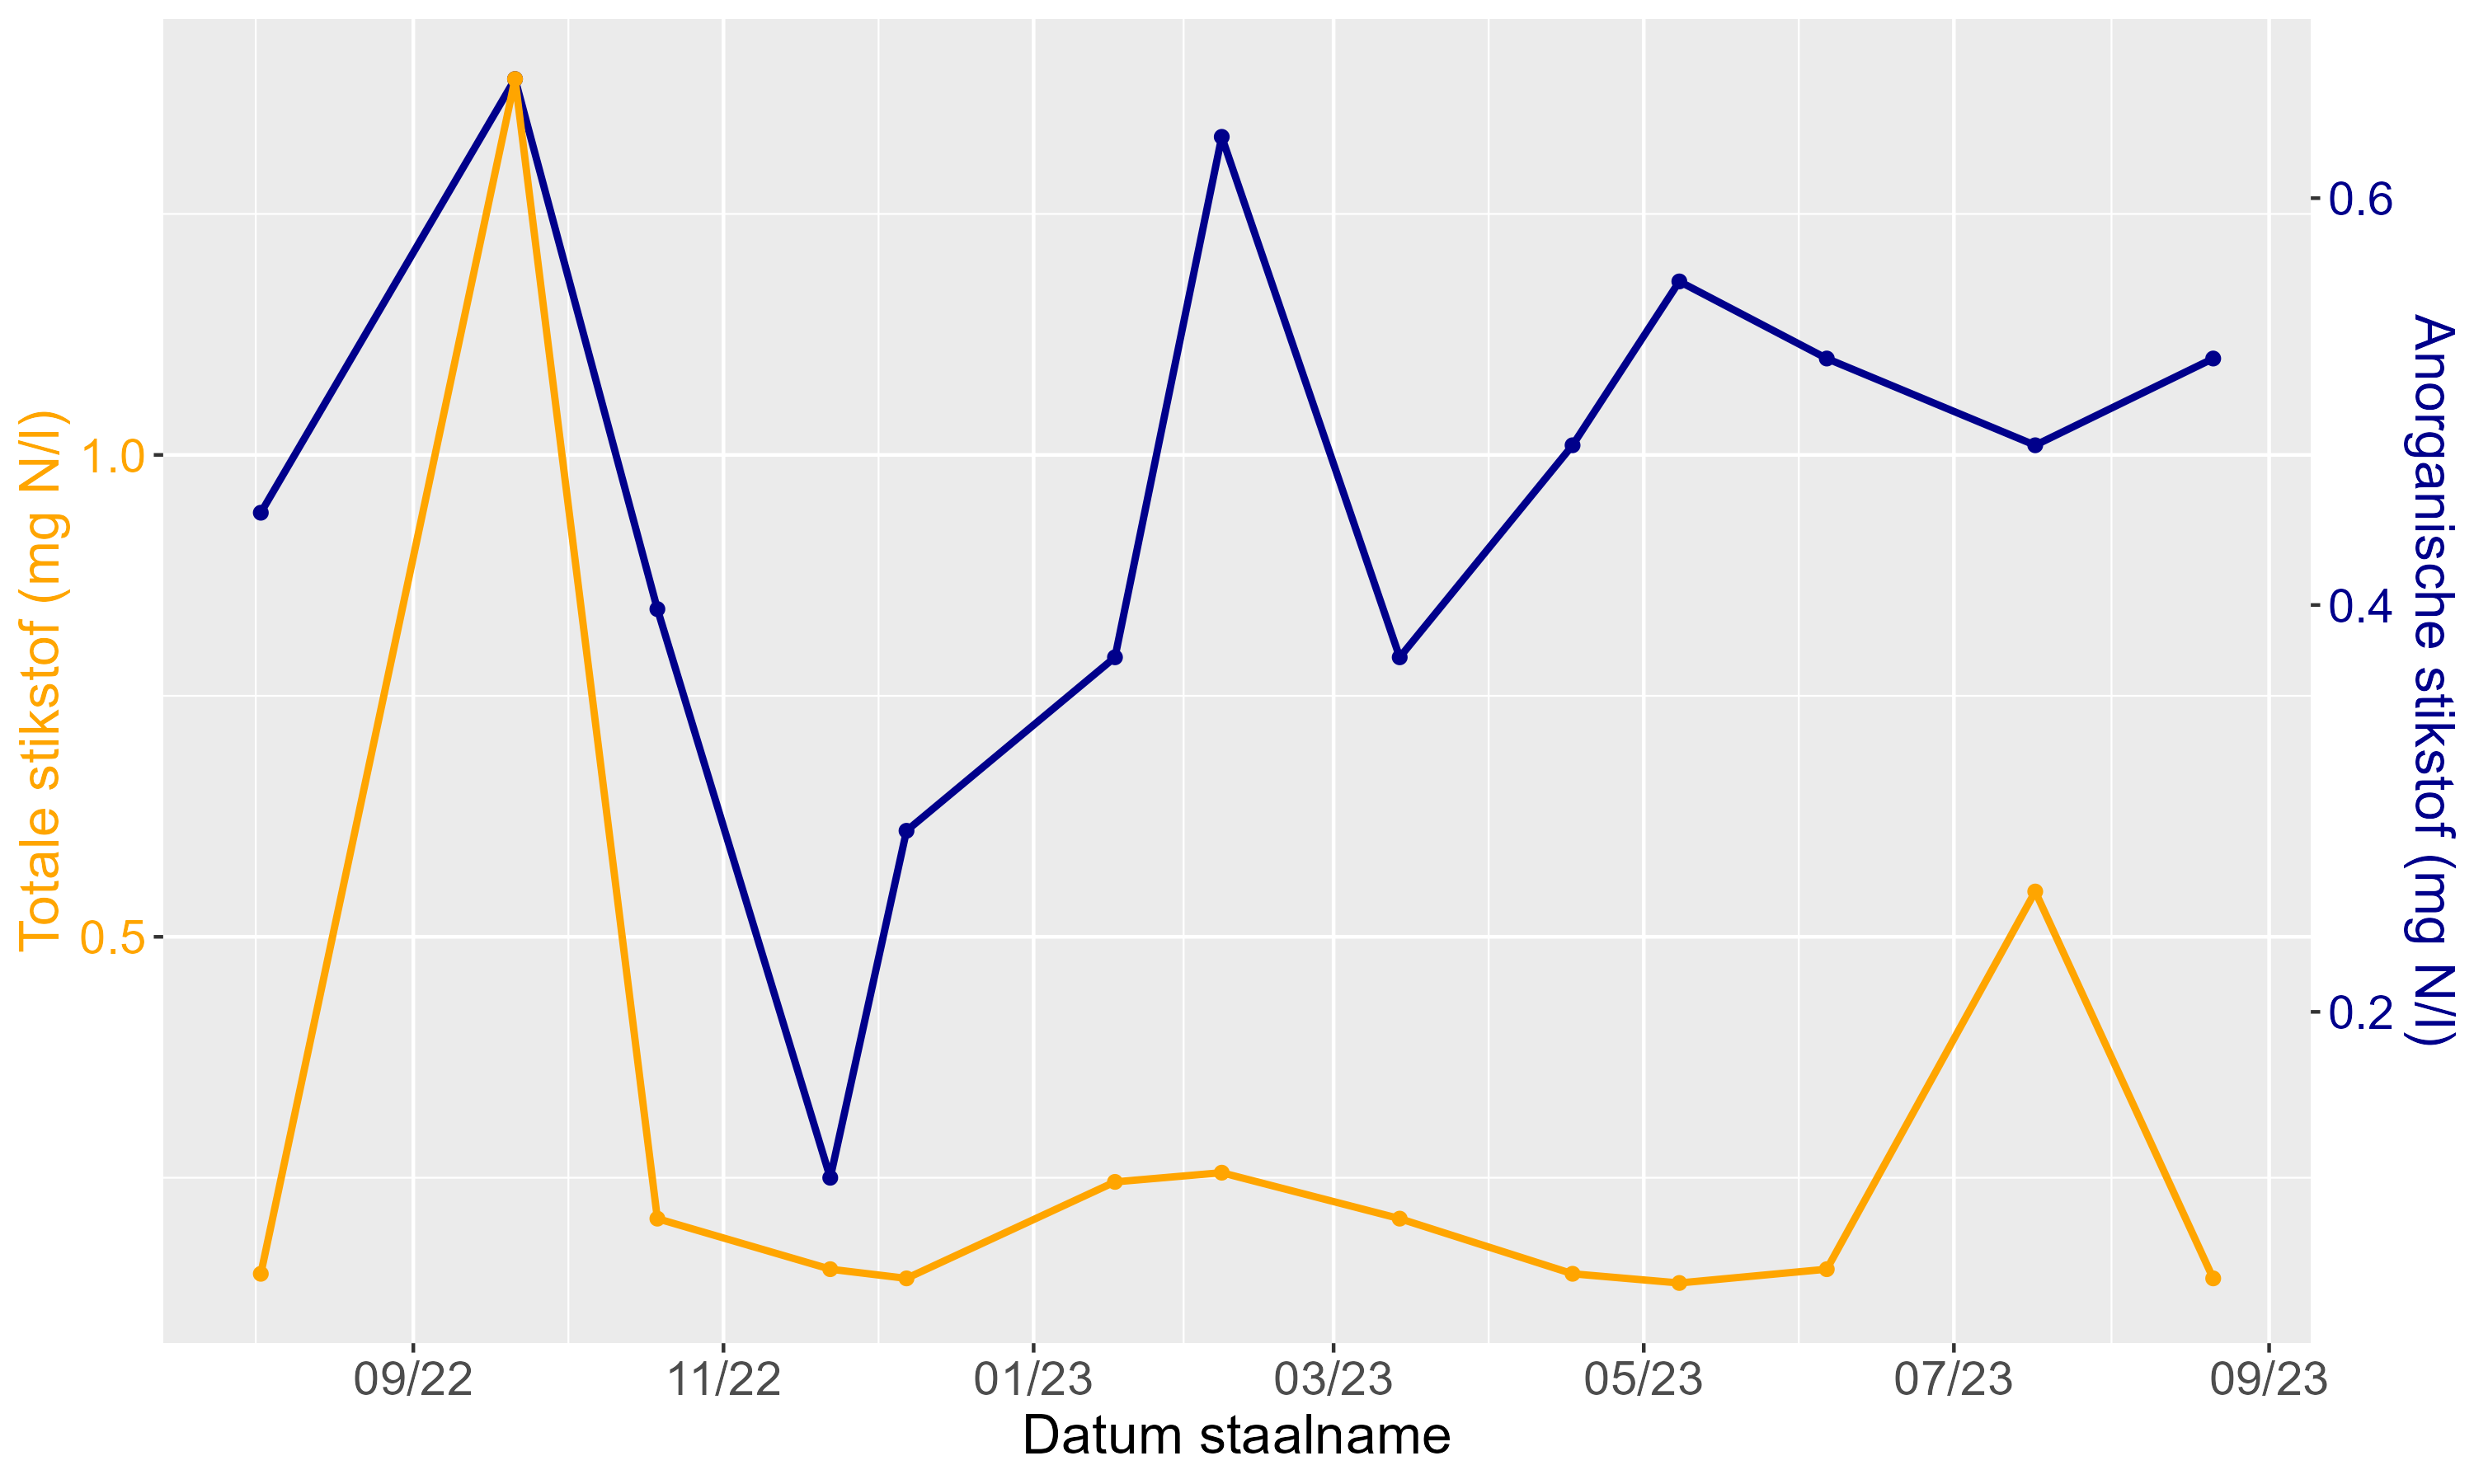 Totale stikstof (mg N/l)
1.0
0.5
0.6
0.4
0.2
Anorganische stikstof (mg N/l)
09/22 11/22 01/23 03/23 05/23 07/23 09/23
Datum staalname